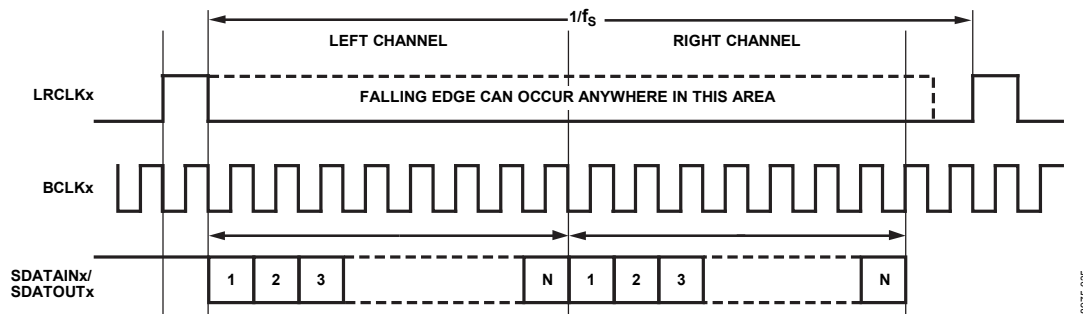 1/fS
LEFT CHANNEL RIGHT CHANNEL
LRCLKx
FALLING EDGE CAN OCCUR ANYWHERE IN THIS AREA
BCLKx
SDATAINx/
SDATOUTx
1 2 3 N 1 2 3 N